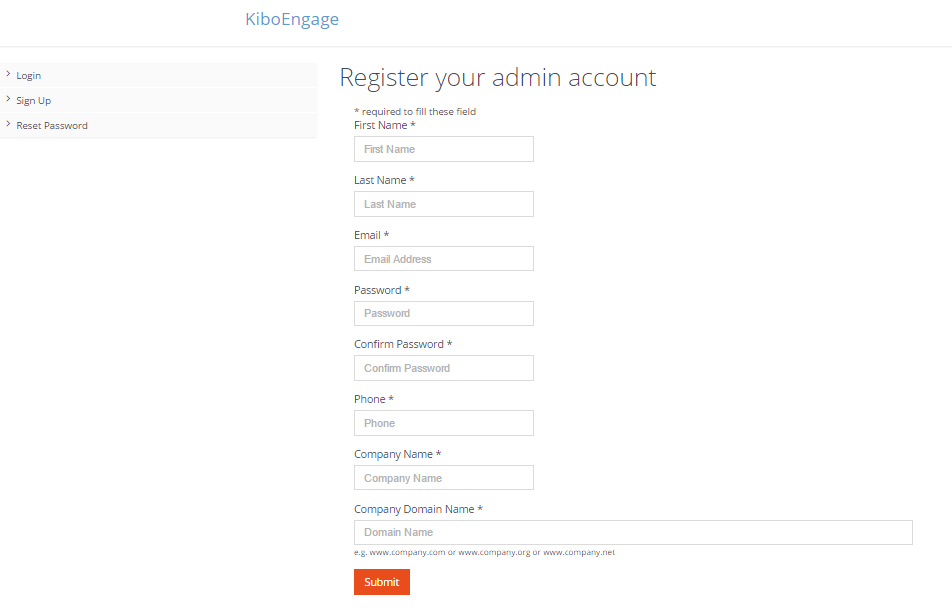 KiboEngage
Login
Sign Up
Reset Password
Register your admin account
* required to fill these field
First Name *
First Name
Last Name *
Last Name
Email *
Email Address
Password *
Password
Confirm Password *
Confirm Password
Phone *
Phone
Company Name *
Company Name
Company Domain Name *
Domain Name
e.g. www.company.com or www.company.org or www.company.net
Submit